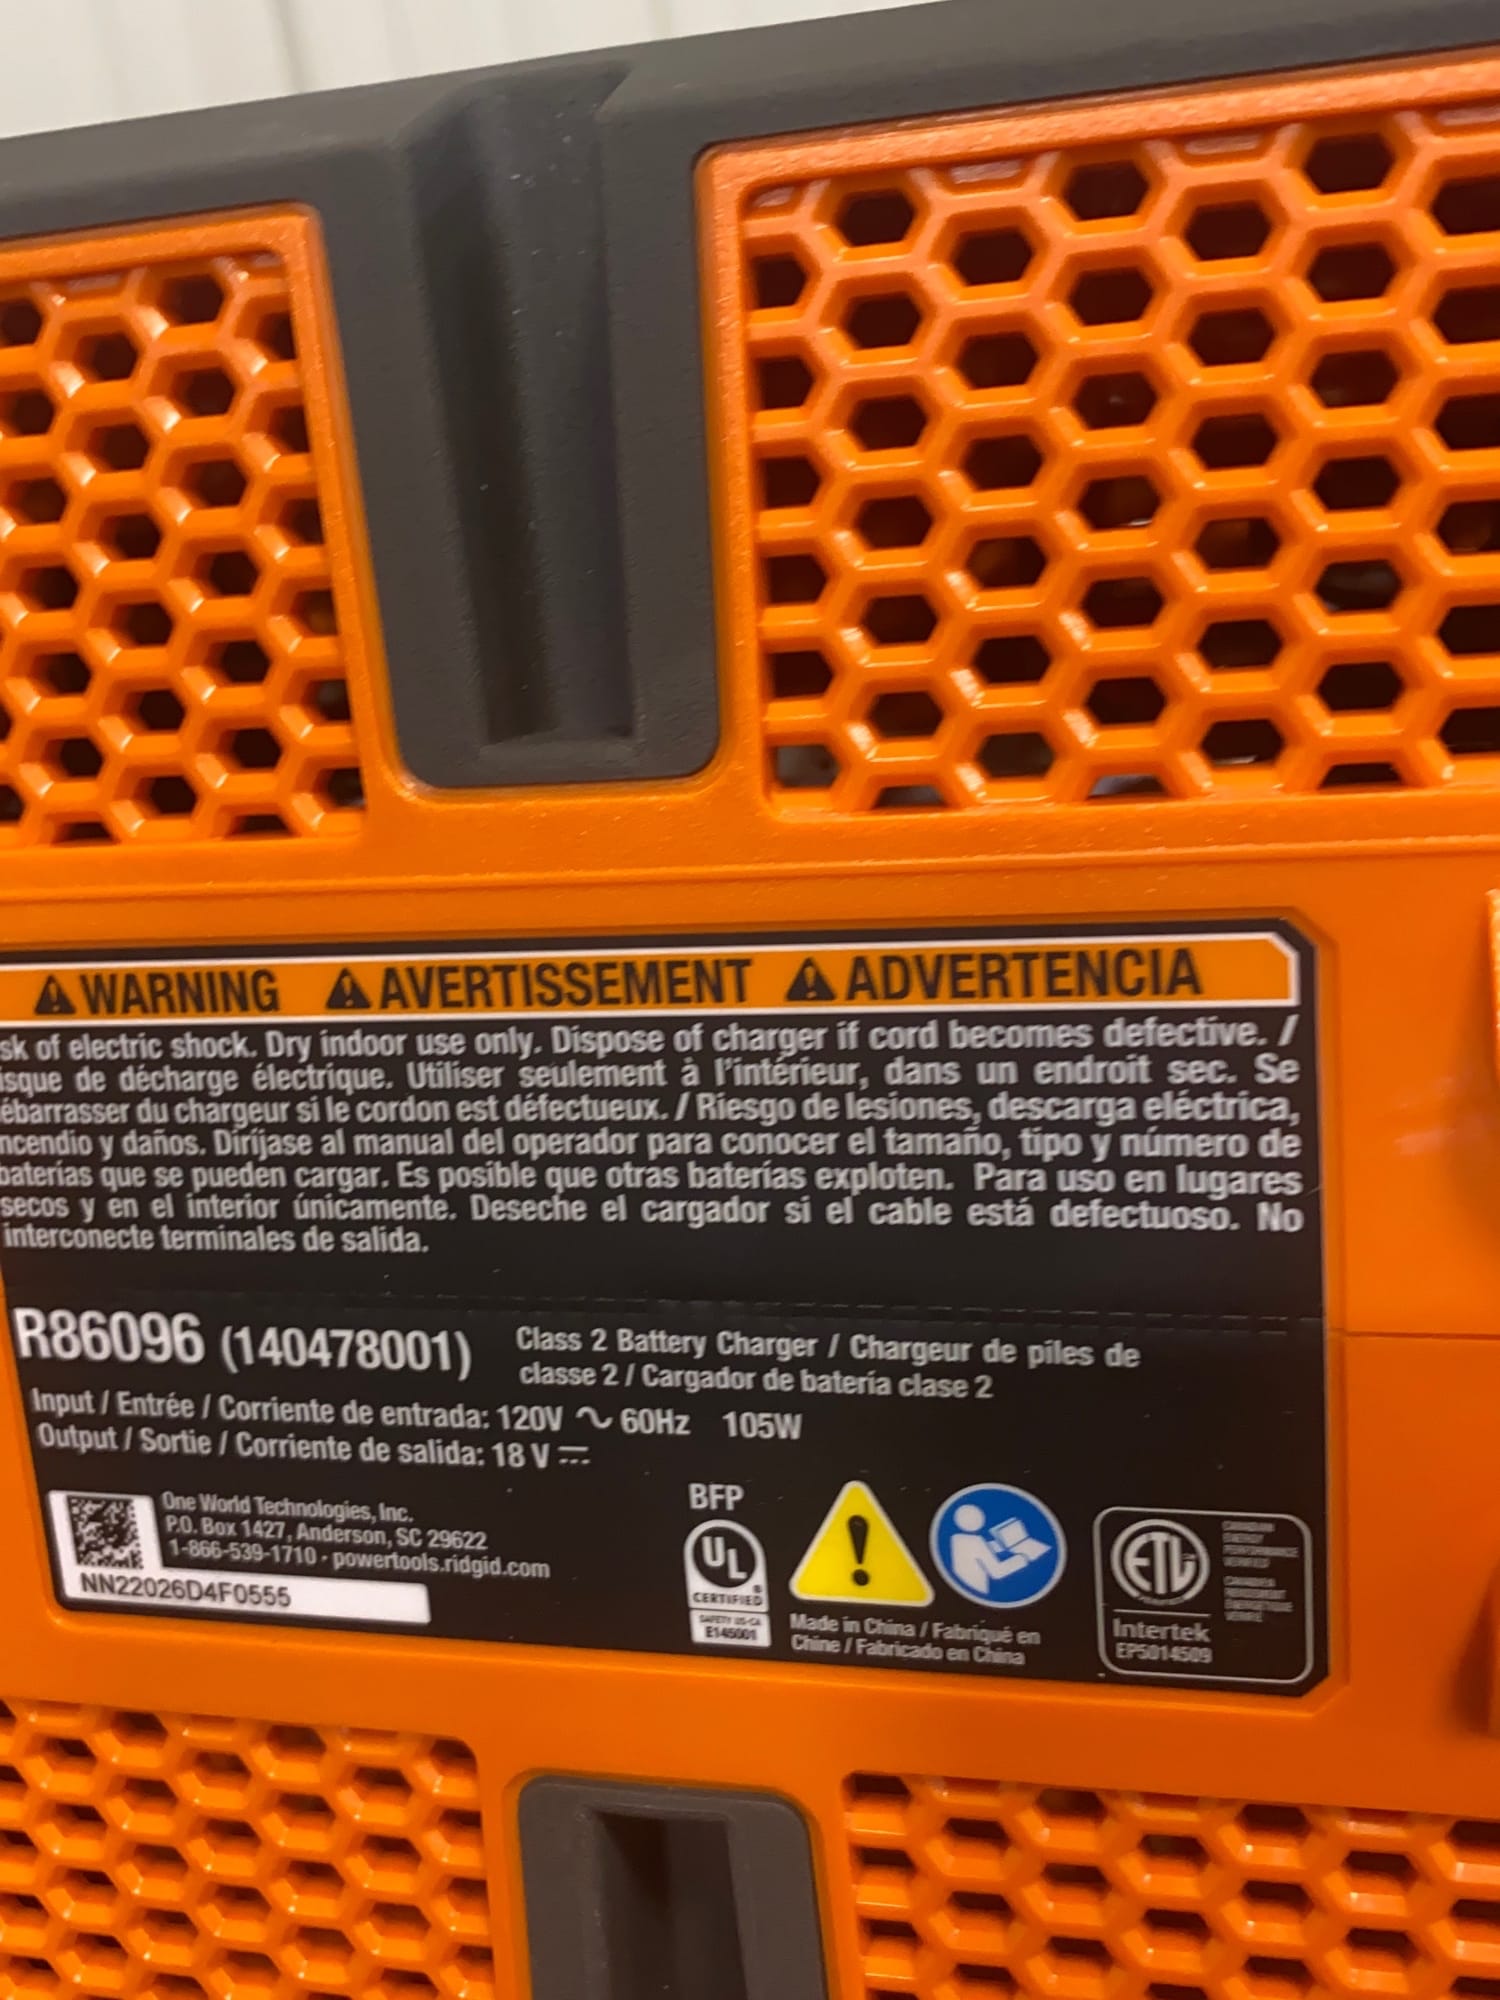 WARNING AVERTISSEMENT ADVERTENCIA
sk of electric shock. Dry indoor use only. Dispose of charger if cord becomes defective. /
isque de décharge électrique. Utiliser seulement à l'intérieur, dans un endroit sec. Se
ébarrasser du chargeur si le cordon est défectueux. / Riesgo de lesiones, descarga eléctrica,
ncendio y daños. Diríjase al manual del operador para conocer el tamaño, tipo y número de
baterías que se pueden cargar. Es posible que otras baterías exploten. Para uso en lugares
secos y en el interior únicamente. Deseche el cargador si el cable está defectuoso. No
interconecte terminales de salida.
R86096 (140478001)
Class 2 Battery Charger / Chargeur de piles de
classe 2 / Cargador de batería clase 2
Input / Entrée / Corriente de entrada: 120V ~ 60Hz 105W
Output / Sortie / Corriente de salida: 18 V ⎓
One World Technologies, Inc.
P.O. Box 1427, Anderson, SC 29622
1-866-539-1710 · powertools.ridgid.com
NN22026D4F0555
BFP
UL
CERTIFIED
SAFETY US-CA
E145001
Made in China / Fabriqué en
Chine / Fabricado en China
ETL
Intertek
EP5014509